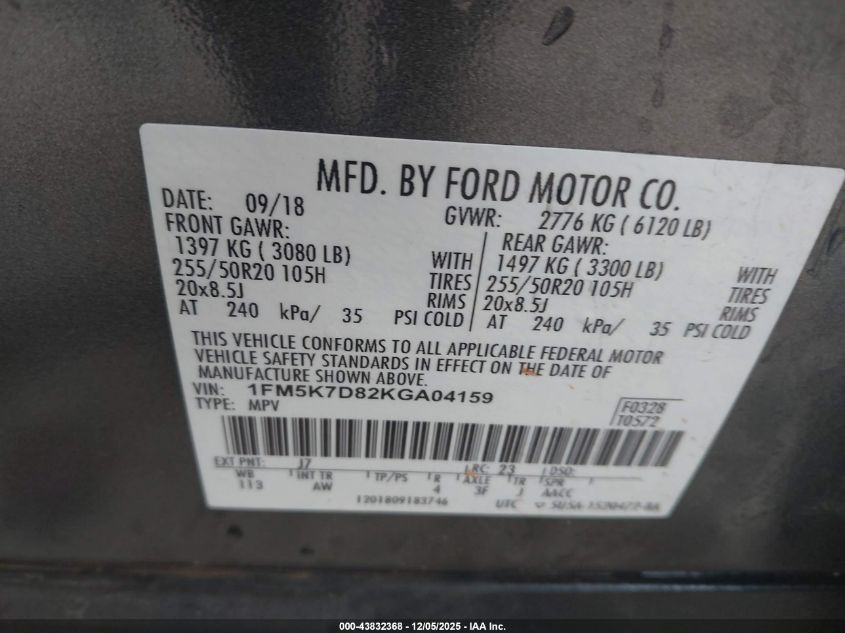 MFD. BY FORD MOTOR CO.
DATE: 09/18 GVWR: 2776 KG ( 6120 LB)
FRONT GAWR: REAR GAWR:
1397 KG ( 3080 LB) WITH 1497 KG ( 3300 LB) WITH
255/50R20 105H TIRES 255/50R20 105H TIRES
20x8.5J RIMS 20x8.5J RIMS
AT 240 kPa/ 35 PSI COLD AT 240 kPa/ 35 PSI COLD
THIS VEHICLE CONFORMS TO ALL APPLICABLE FEDERAL MOTOR
VEHICLE SAFETY STANDARDS IN EFFECT ON THE DATE OF
MANUFACTURE SHOWN ABOVE.
VIN: 1FM5K7D82KGA04159
TYPE: MPV F0328
T0572
EXT PNT: J7 RC: 23 DSO:
WB INT TR TP/PS R AXLE TR SPR
113 AW 4 3F J AACC
1201809183746 UTC
000-43832368 - 12/05/2025 - IAA Inc.